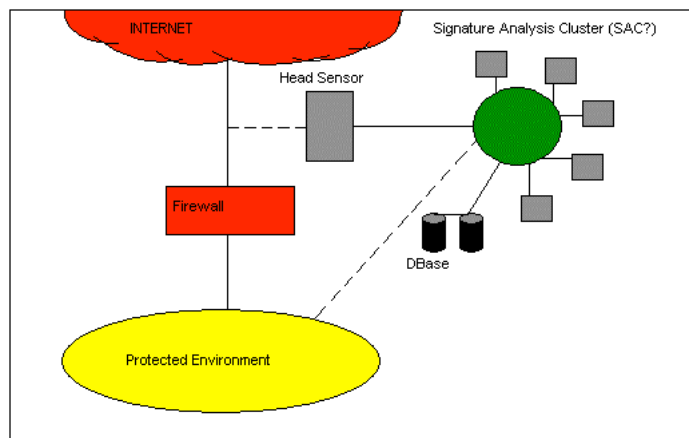 INTERNET
Signature Analysis Cluster (SAC?)
Head Sensor
Firewall
DBase
Protected Environment